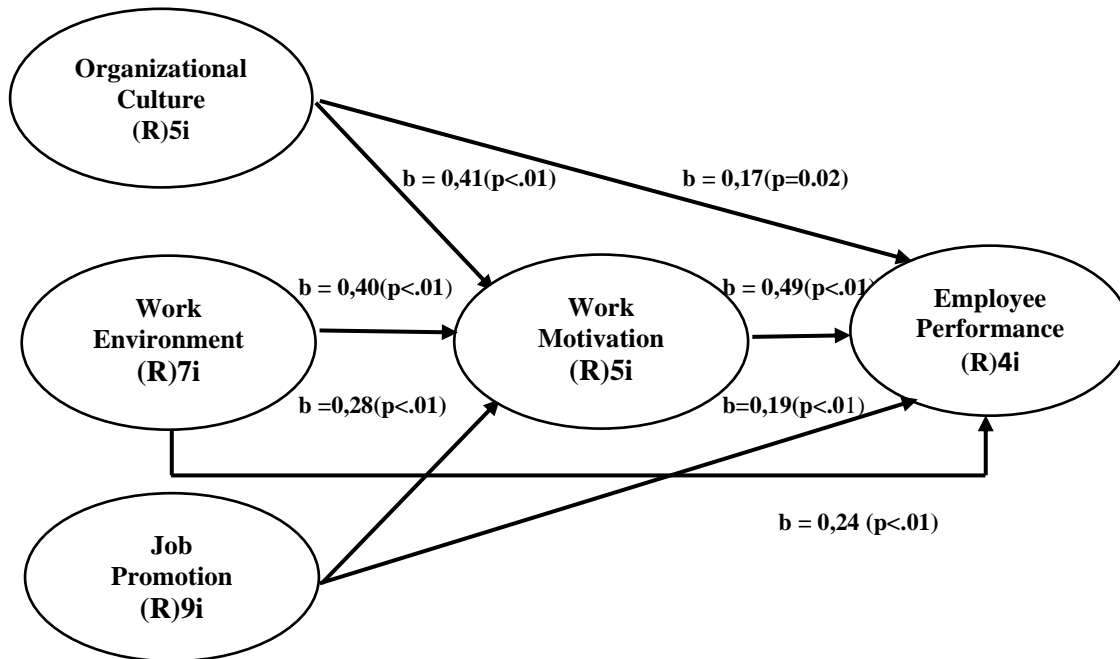 Organizational
Culture
(R)5i
b = 0,41(p<.01)
b = 0,17(p=0.02)
Work
Environment
(R)7i
b = 0,40(p<.01)
Work
Motivation
(R)5i
b = 0,49(p<.01)
Employee
Performance
(R)4i
b =0,28(p<.01)
b=0,19(p<.01)
b = 0,24 (p<.01)
Job
Promotion
(R)9i